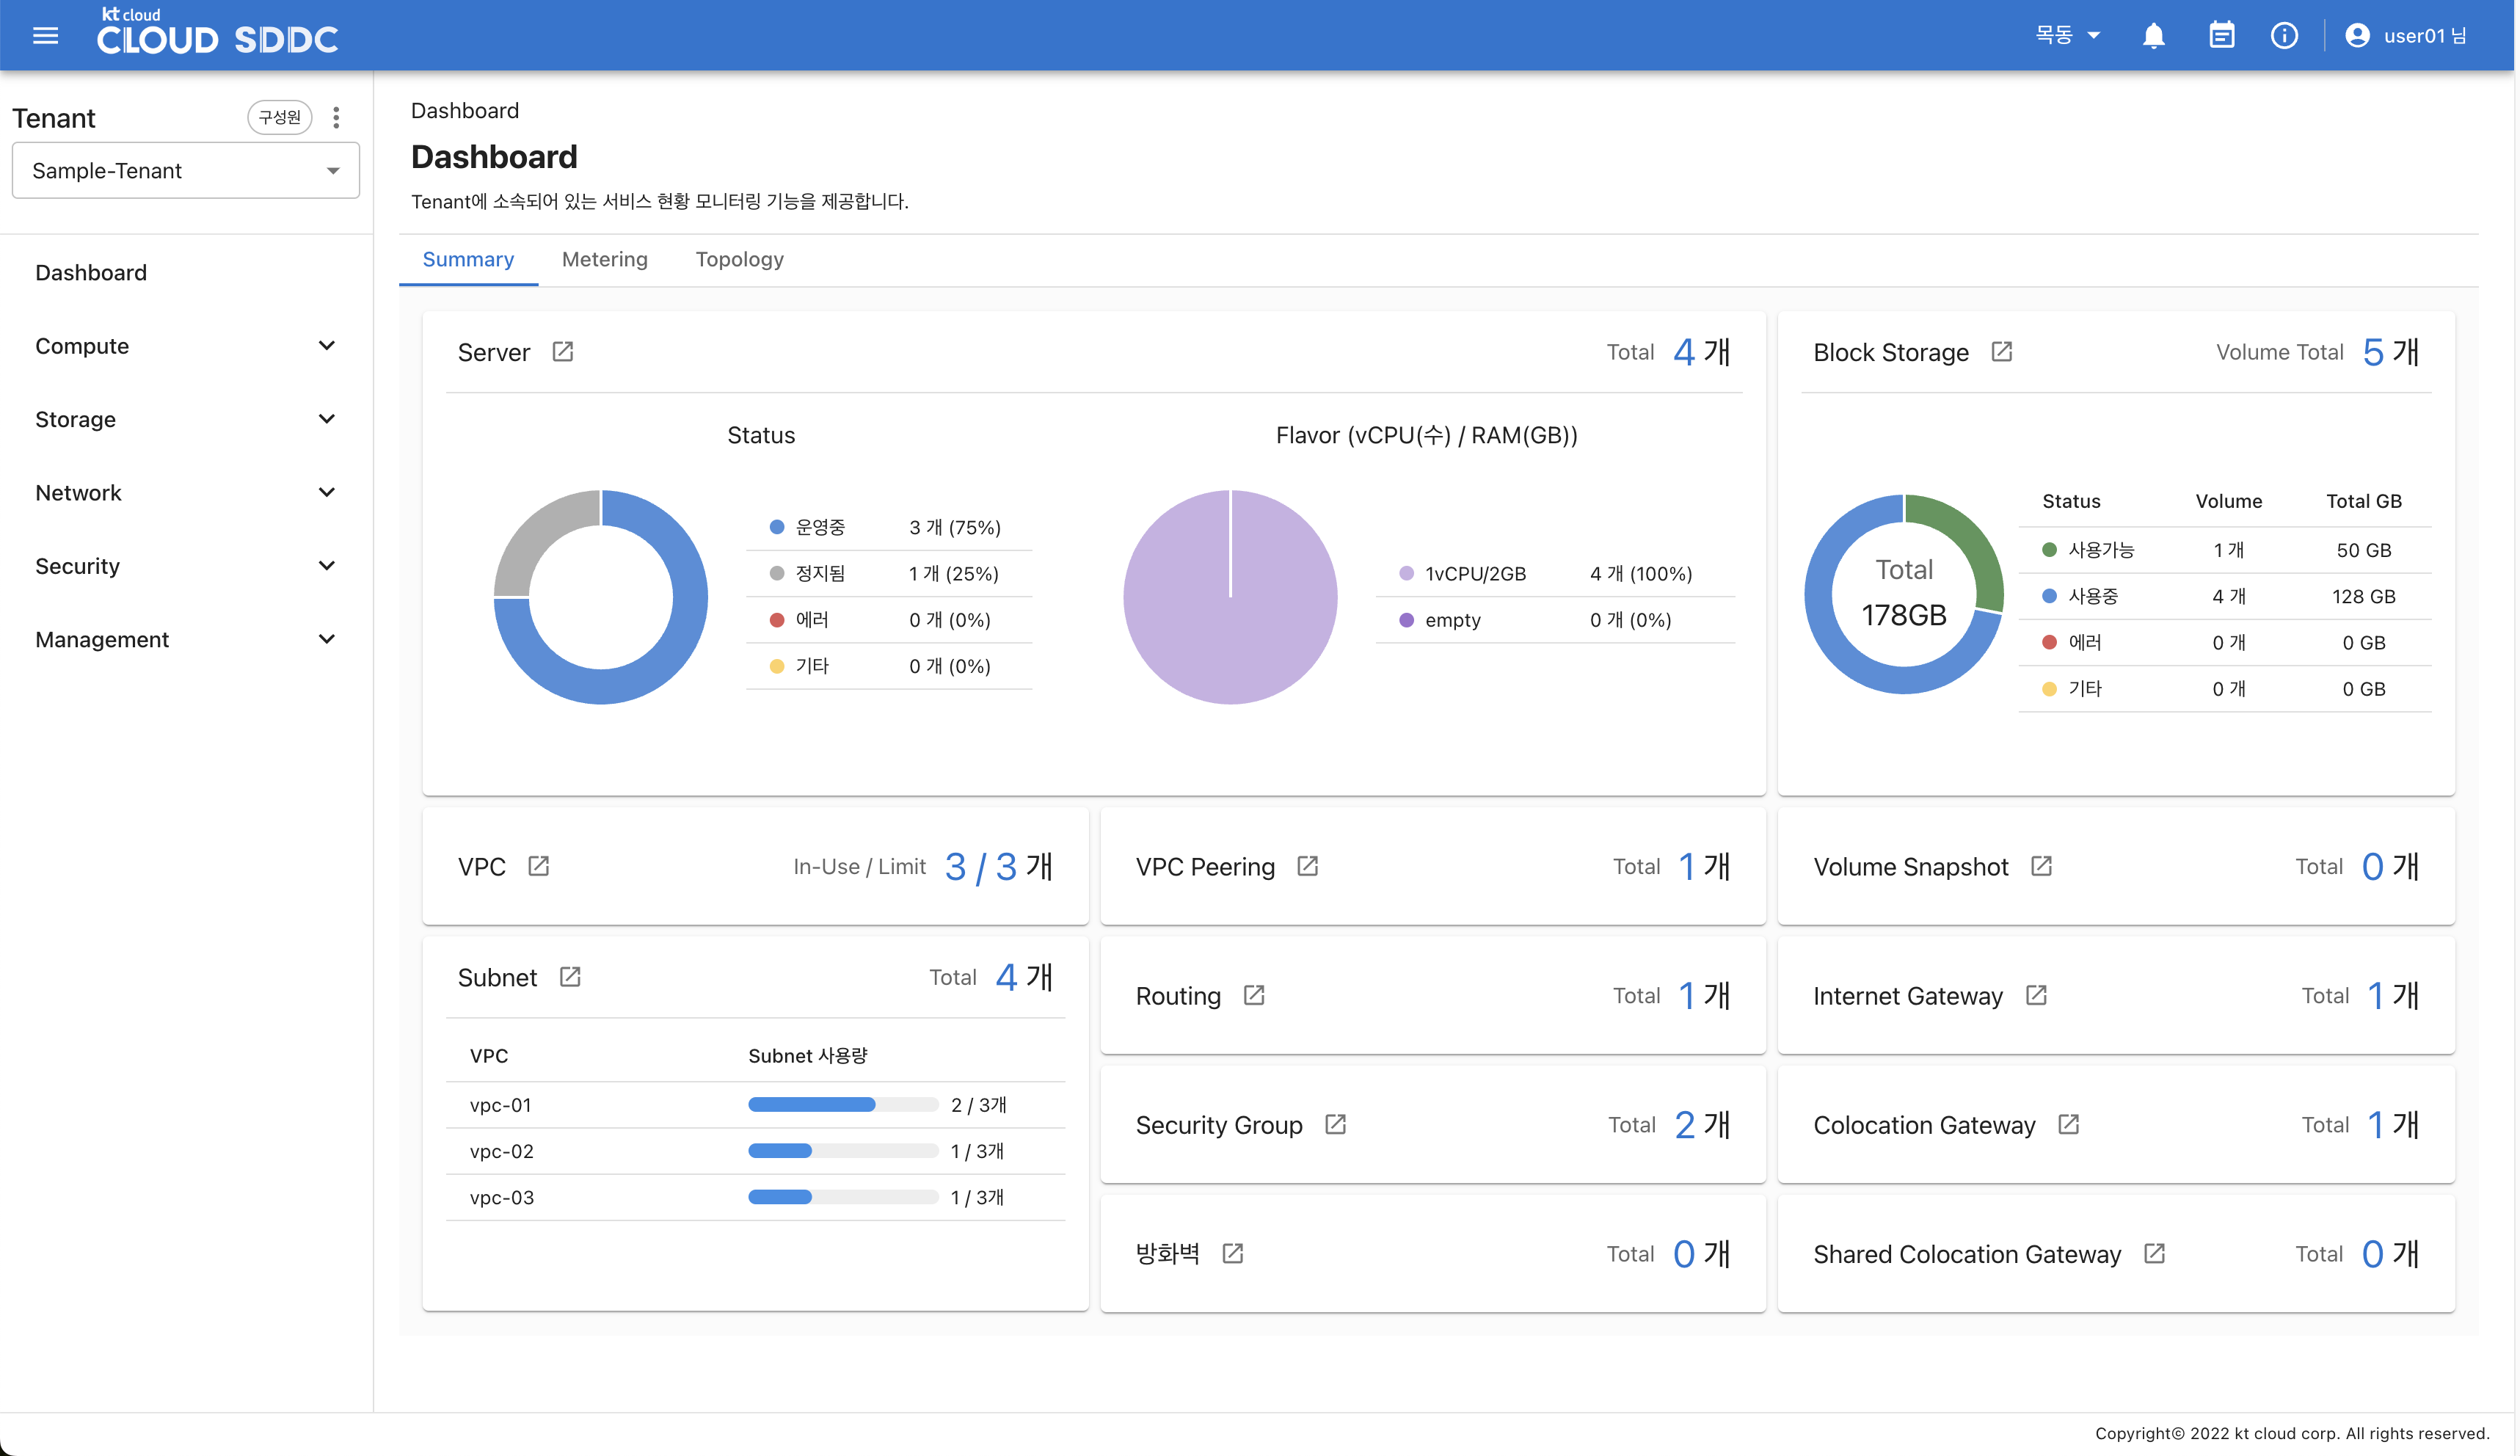 kt cloud
CLOUD SDDC
목동
user01 님
Tenant
구성원
Sample-Tenant
Dashboard
Compute
Storage
Network
Security
Management
Dashboard
Dashboard
Tenant에 소속되어 있는 서비스 현황 모니터링 기능을 제공합니다.
Summary Metering Topology
Server Total 4 개
Status
운영중 3 개 (75%)
정지됨 1 개 (25%)
에러 0 개 (0%)
기타 0 개 (0%)
Flavor (vCPU(수) / RAM(GB))
1vCPU/2GB 4 개 (100%)
empty 0 개 (0%)
Block Storage Volume Total 5 개
Total
178GB
Status Volume Total GB
사용가능 1 개 50 GB
사용중 4 개 128 GB
에러 0 개 0 GB
기타 0 개 0 GB
VPC In-Use / Limit 3 / 3 개
VPC Peering Total 1 개
Volume Snapshot Total 0 개
Subnet Total 4 개
VPC Subnet 사용량
vpc-01 2 / 3개
vpc-02 1 / 3개
vpc-03 1 / 3개
Routing Total 1 개
Internet Gateway Total 1 개
Security Group Total 2 개
Colocation Gateway Total 1 개
방화벽 Total 0 개
Shared Colocation Gateway Total 0 개
Copyright© 2022 kt cloud corp. All rights reserved.